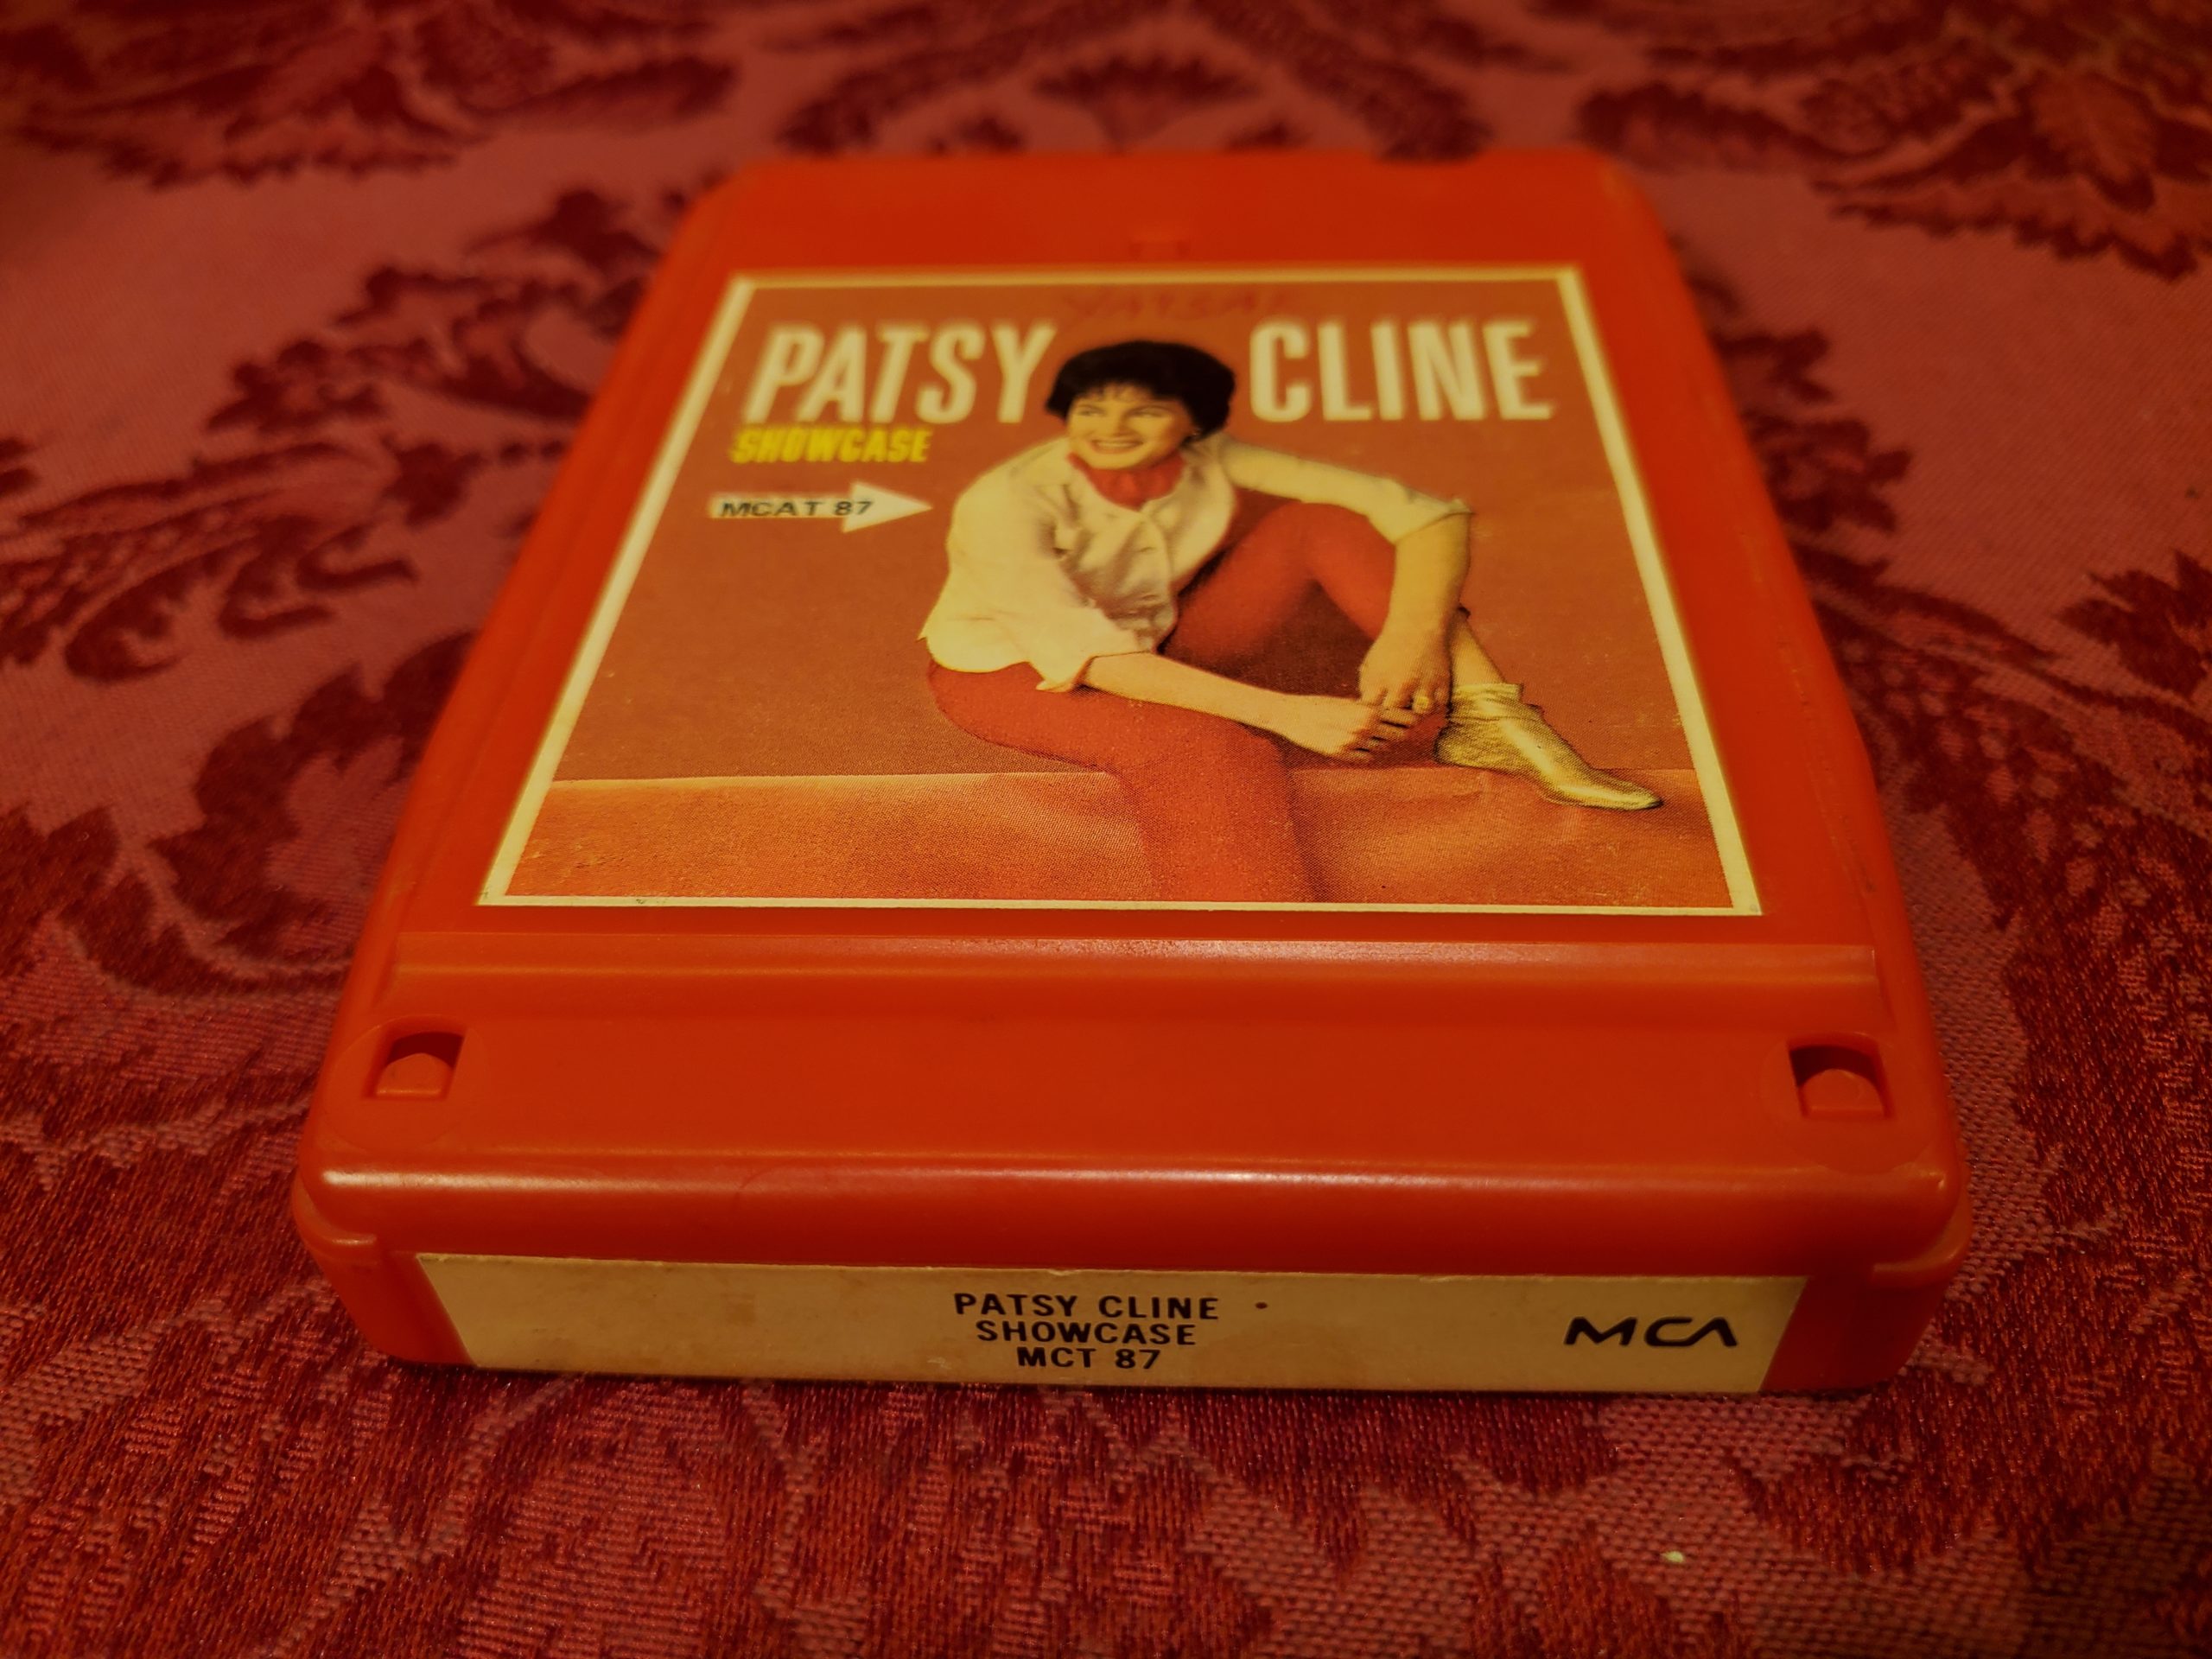 PATSY CLINE
SHOWCASE
MCAT 87
PATSY CLINE
SHOWCASE
MCT 87
MCA